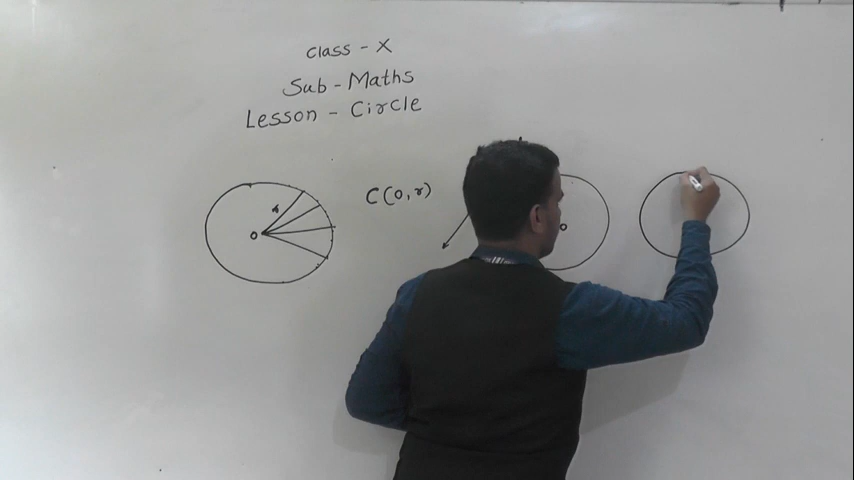 Class - X
Sub - Maths
Lesson - Circle
r
C(O, r)
O
O